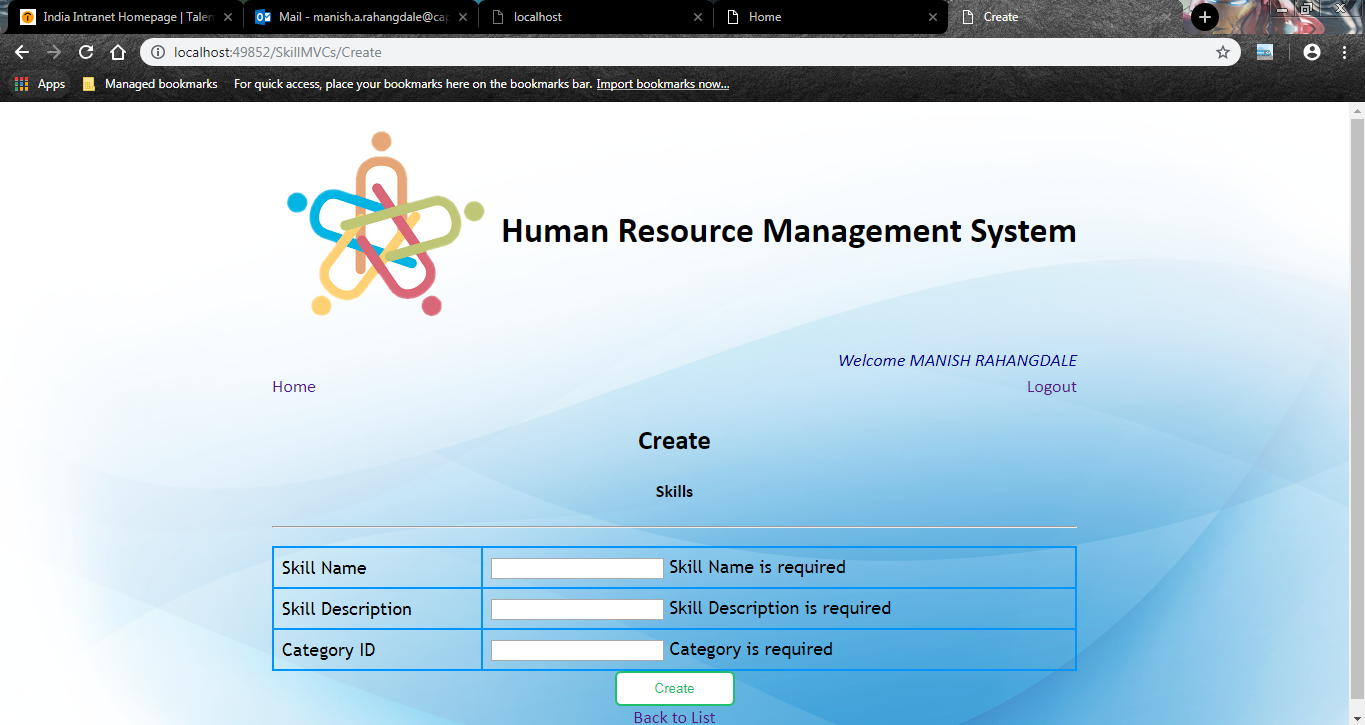 India Intranet Homepage | Talen
Mail - manish.a.rahangdale@cap
localhost
Home
Create
localhost:49852/SkillMVCs/Create
Apps
Managed bookmarks
For quick access, place your bookmarks here on the bookmarks bar. Import bookmarks now...
Human Resource Management System
Welcome MANISH RAHANGDALE
Home
Logout
Create
Skills
Skill Name Skill Name is required
Skill Description Skill Description is required
Category ID Category is required
Create
Back to List